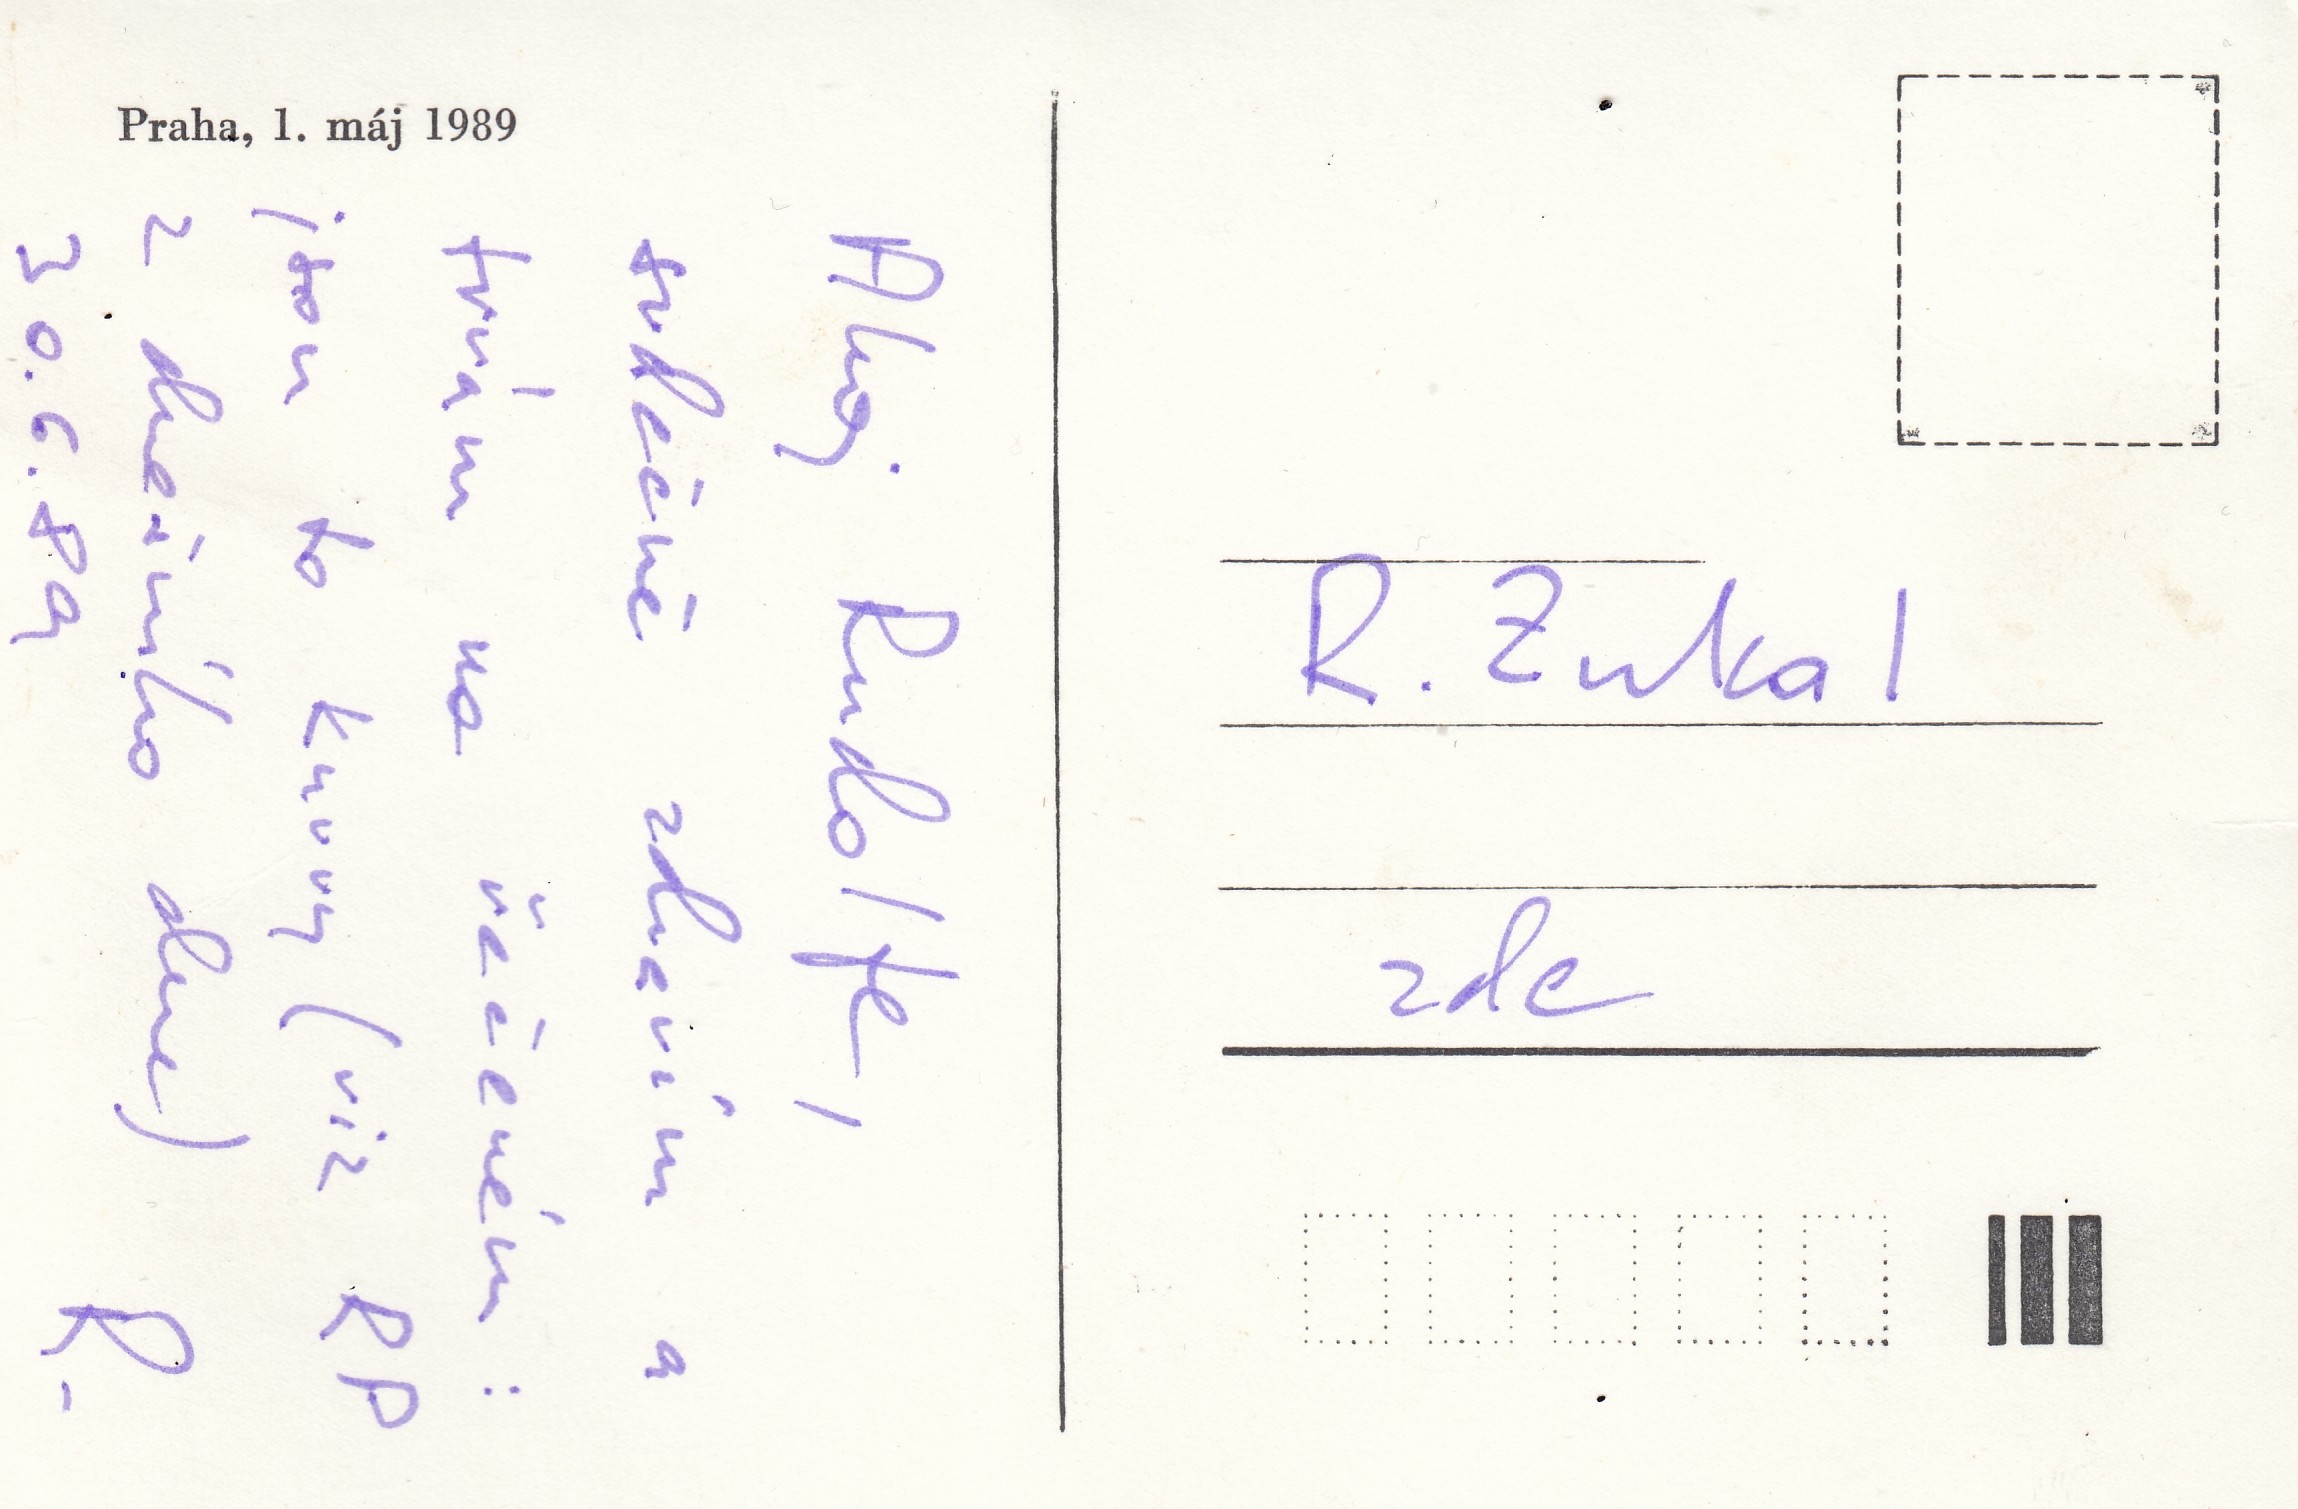 Praha, 1. máj 1989
Ahoj Rudolfe,
srdečně zdravím a
trvám na řečeném:
jsou to kurvy (viz RP
z dnešního dne)
30.6.89 R.
R. Zukal
zde